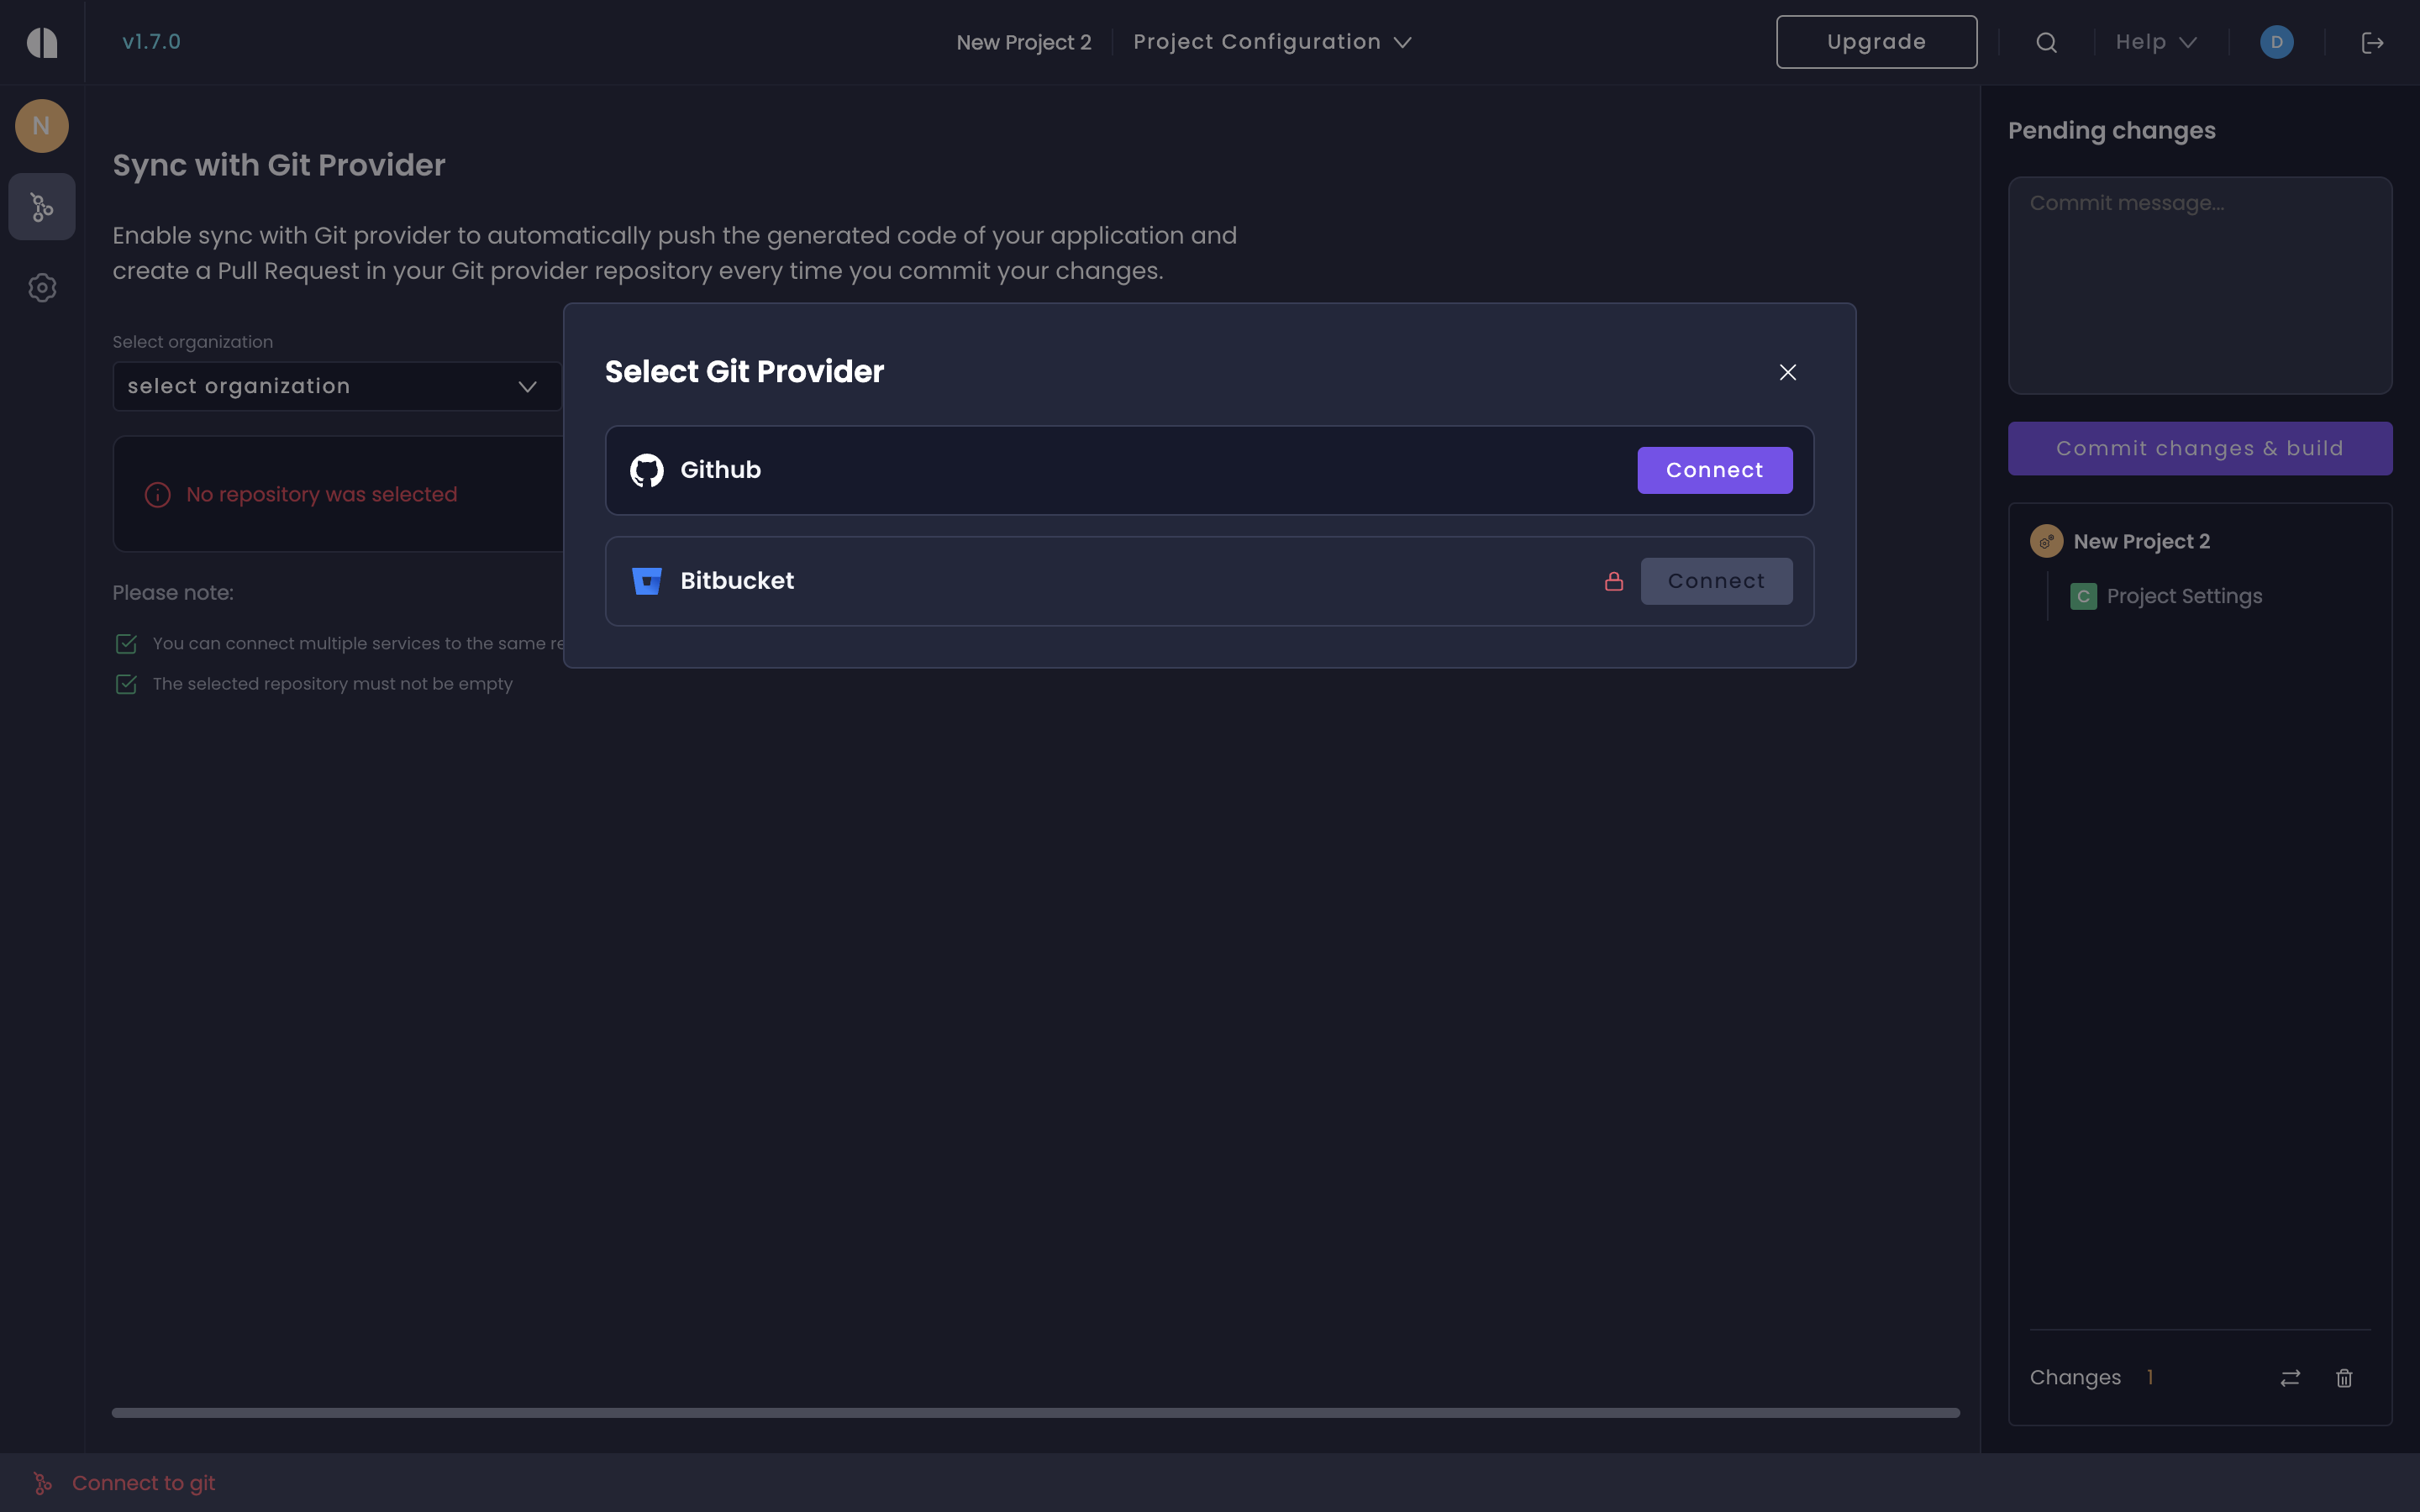 v1.7.0
New Project 2
Project Configuration
Upgrade
Help
D
N
Sync with Git Provider
Enable sync with Git provider to automatically push the generated code of your application and
create a Pull Request in your Git provider repository every time you commit your changes.
Select organization
select organization
No repository was selected
Please note:
You can connect multiple services to the same re
The selected repository must not be empty
Select Git Provider
Github
Connect
Bitbucket
Connect
Pending changes
Commit message...
Commit changes & build
New Project 2
C
Project Settings
Changes 1
Connect to git